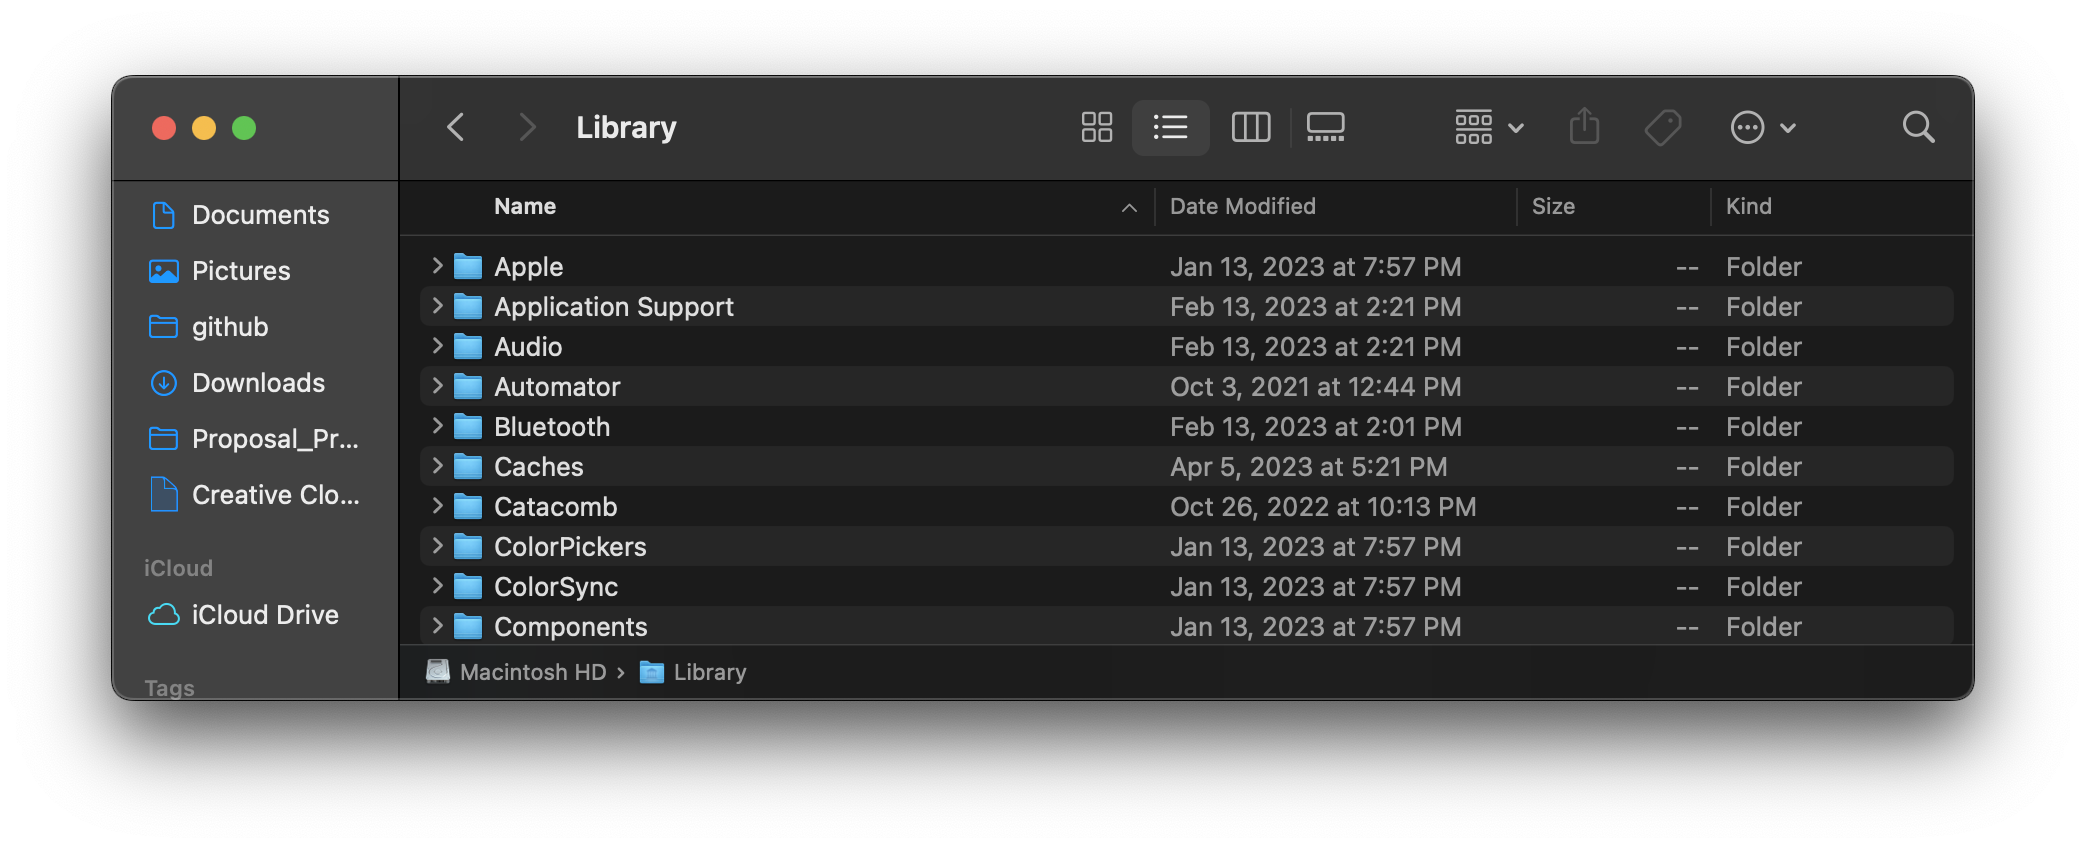 Library
Documents
Pictures
github
Downloads
Proposal_Pr...
Creative Clo...
iCloud
iCloud Drive
Tags
Name Date Modified Size Kind
Apple Jan 13, 2023 at 7:57 PM -- Folder
Application Support Feb 13, 2023 at 2:21 PM -- Folder
Audio Feb 13, 2023 at 2:21 PM -- Folder
Automator Oct 3, 2021 at 12:44 PM -- Folder
Bluetooth Feb 13, 2023 at 2:01 PM -- Folder
Caches Apr 5, 2023 at 5:21 PM -- Folder
Catacomb Oct 26, 2022 at 10:13 PM -- Folder
ColorPickers Jan 13, 2023 at 7:57 PM -- Folder
ColorSync Jan 13, 2023 at 7:57 PM -- Folder
Components Jan 13, 2023 at 7:57 PM -- Folder
Macintosh HD › Library